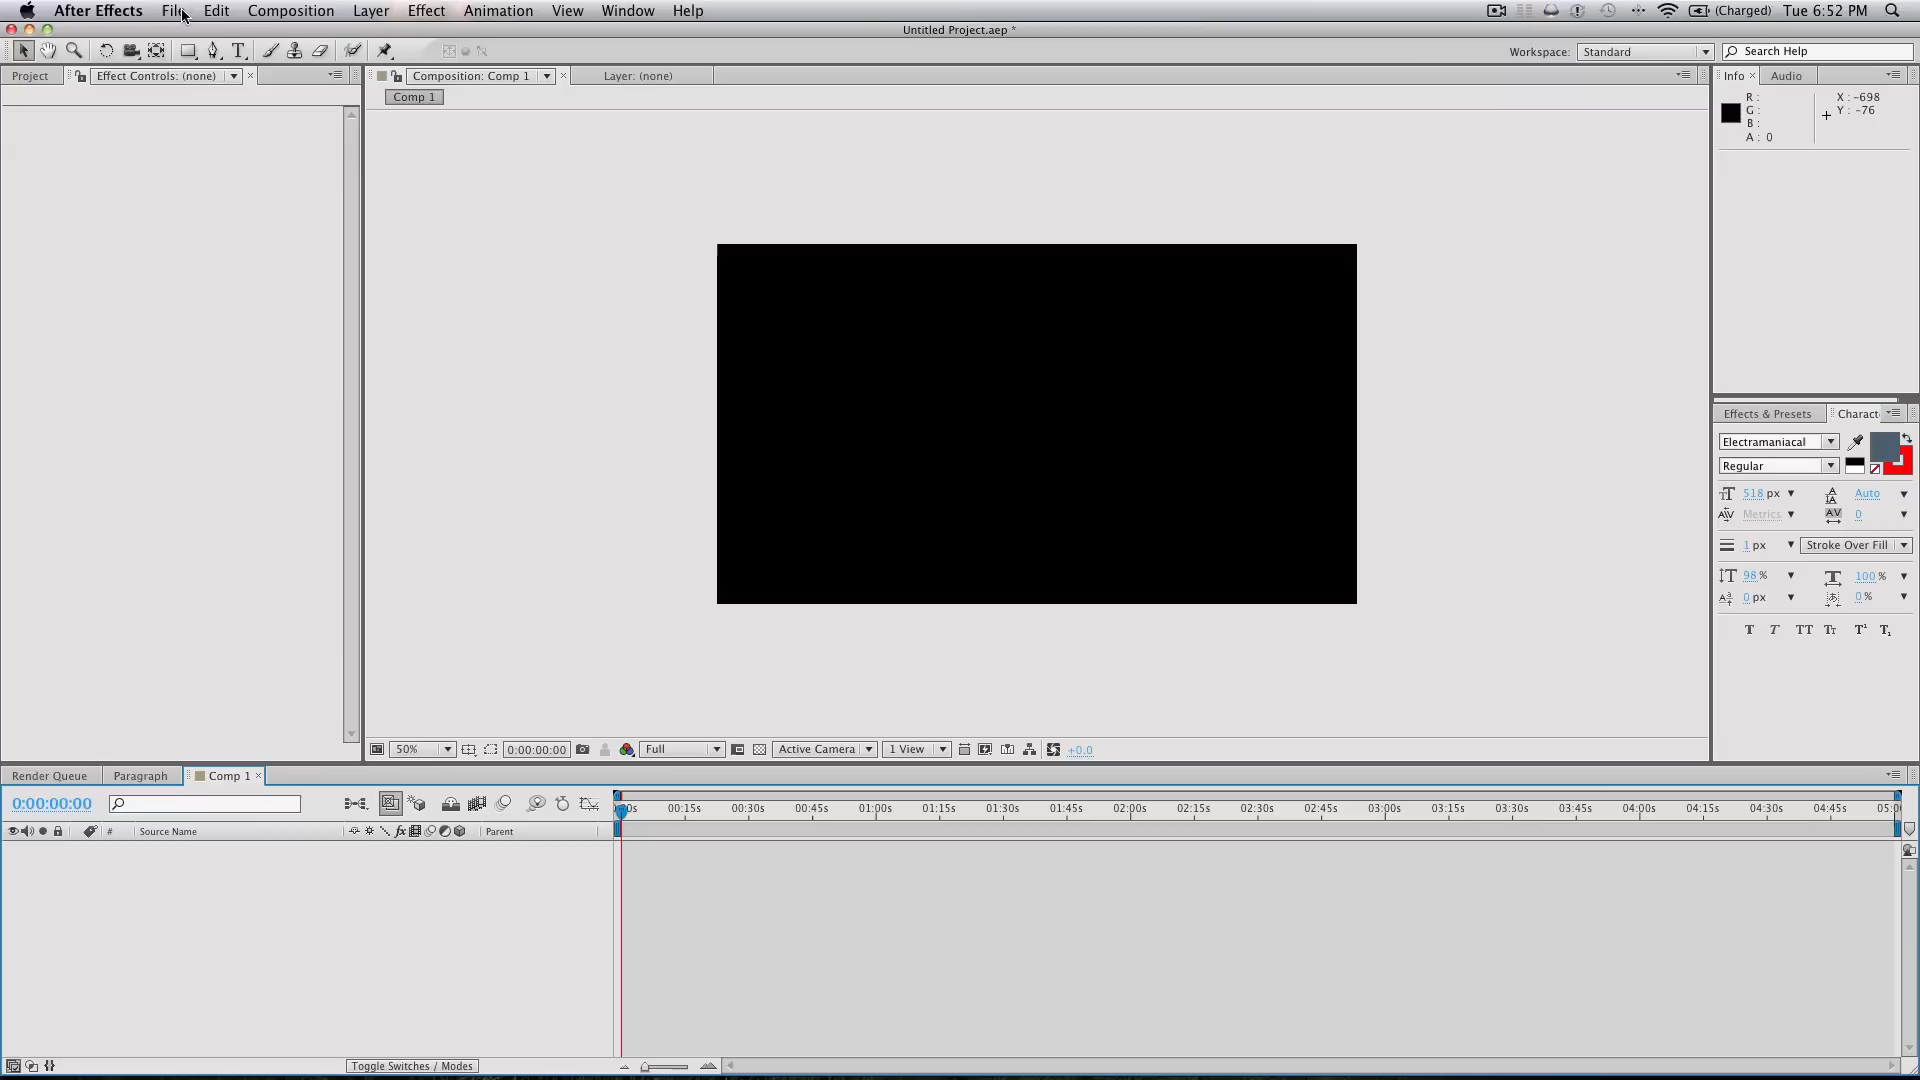 After Effects File Edit Composition Layer Effect Animation View Window Help (Charged) Tue 6:52 PM
Untitled Project.aep *
Workspace: Standard Search Help
Project Effect Controls: (none) Composition: Comp 1 Layer: (none) Info Audio
Comp 1
R : X : -698
G : Y : -76
B :
A : 0
Effects & Presets Charact
Electramaniacal
Regular
518 px Auto
Metrics 0
1 px Stroke Over Fill
98 % 100 %
0 px 0 %
T T TT Tr T¹ T₁
50% 0:00:00:00 Full Active Camera 1 View +0.0
Render Queue Paragraph Comp 1
0:00:00:00 00:15s 00:30s 00:45s 01:00s 01:15s 01:30s 01:45s 02:00s 02:15s 02:30s 02:45s 03:00s 03:15s 03:30s 03:45s 04:00s 04:15s 04:30s 04:45s
# Source Name Parent
Toggle Switches / Modes